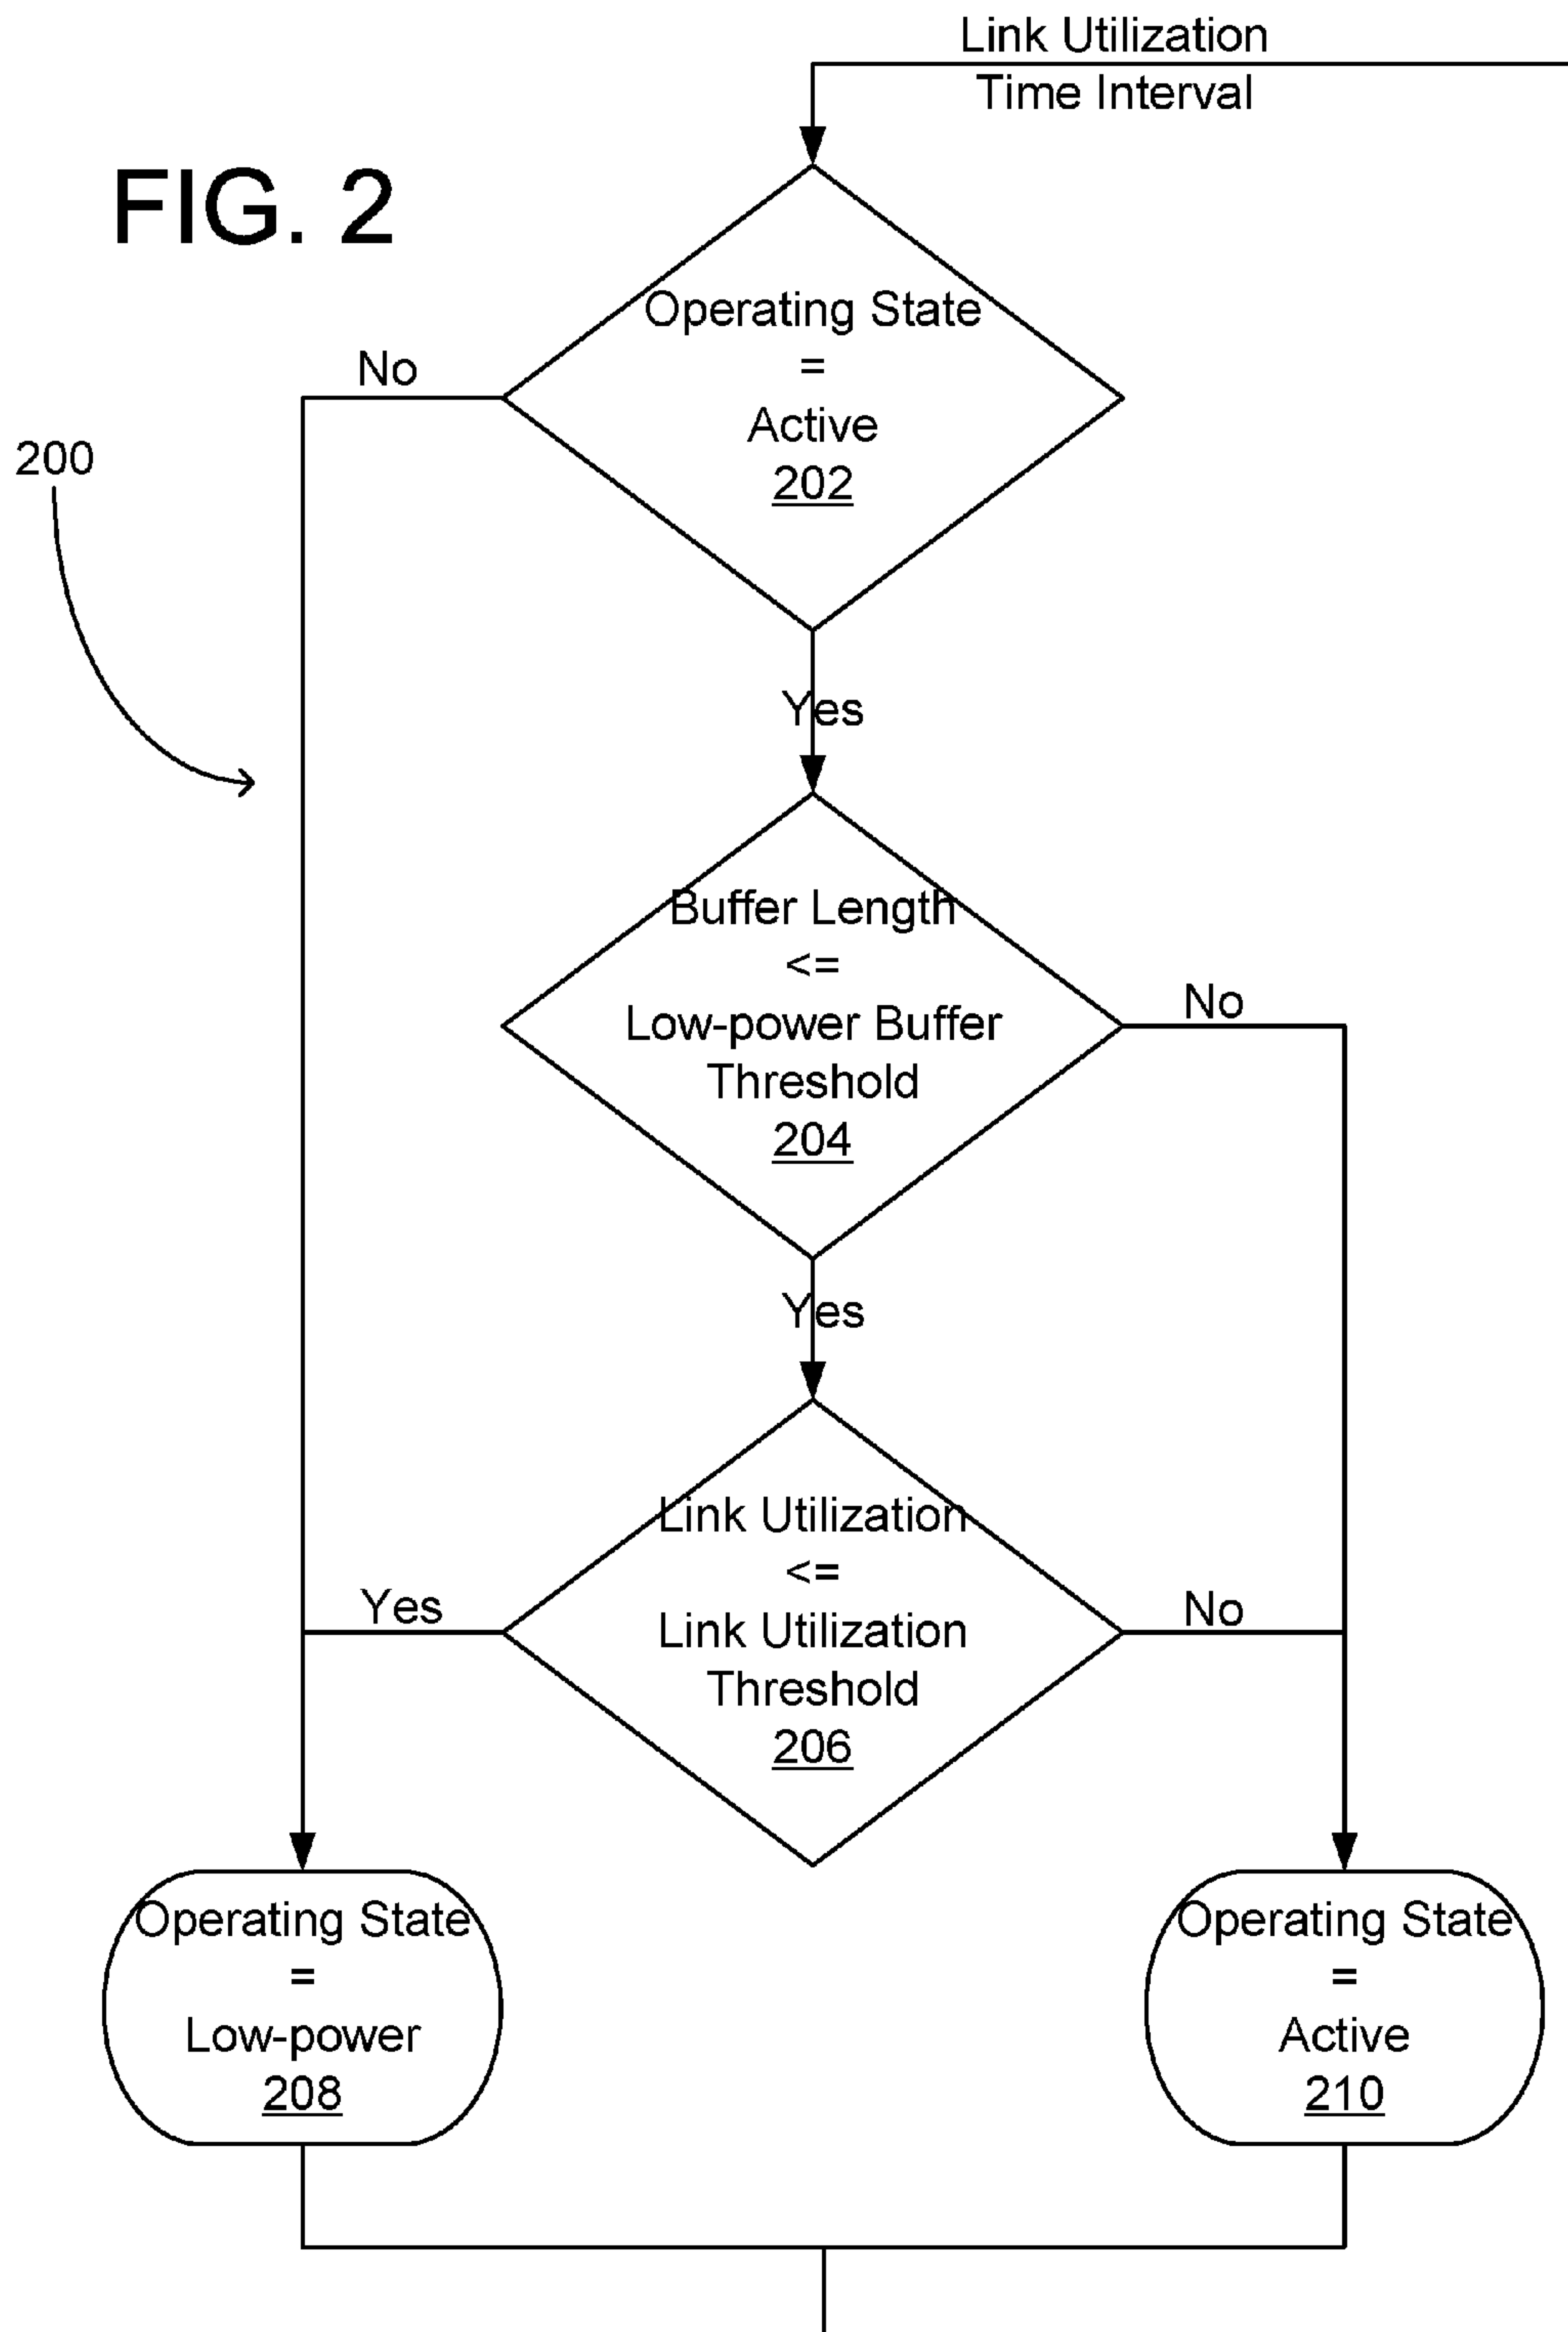 Link Utilization
Time Interval
FIG. 2
Operating State
=
Active
202
No
200
Yes
Buffer Length
<=
Low-power Buffer
Threshold
204
No
Yes
Link Utilization
<=
Link Utilization
Threshold
206
Yes
No
Operating State
=
Low-power
208
Operating State
=
Active
210